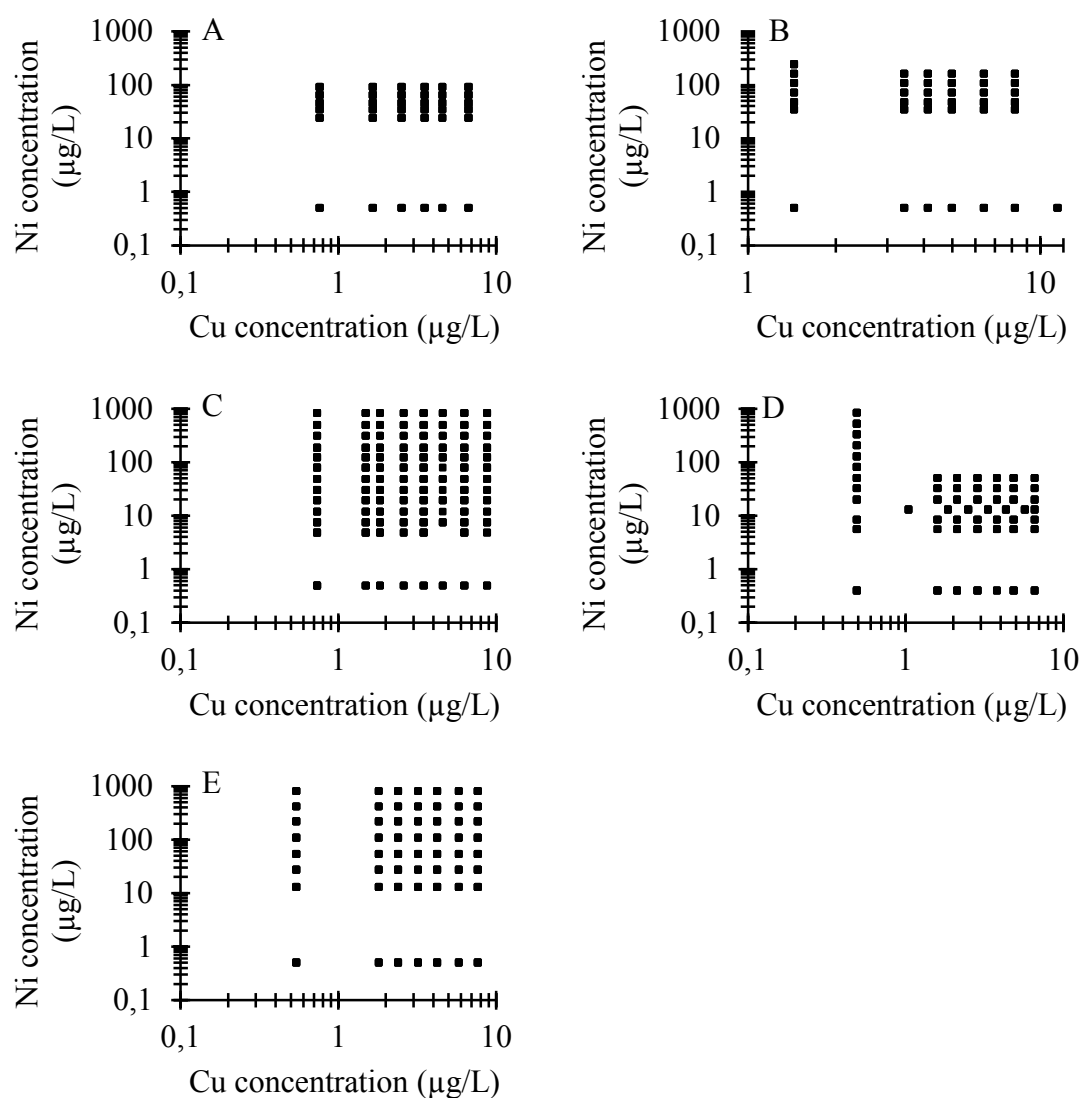 A
Ni concentration
(µg/L)
1000
100
10
1
0,1
0,1 1 10
Cu concentration (µg/L)
B
Ni concentration
(µg/L)
1000
100
10
1
0,1
1 10
Cu concentration (µg/L)
C
Ni concentration
(µg/L)
1000
100
10
1
0,1
0,1 1 10
Cu concentration (µg/L)
D
Ni concentration
(µg/L)
1000
100
10
1
0,1
0,1 1 10
Cu concentration (µg/L)
E
Ni concentration
(µg/L)
1000
100
10
1
0,1
0,1 1 10
Cu concentration (µg/L)